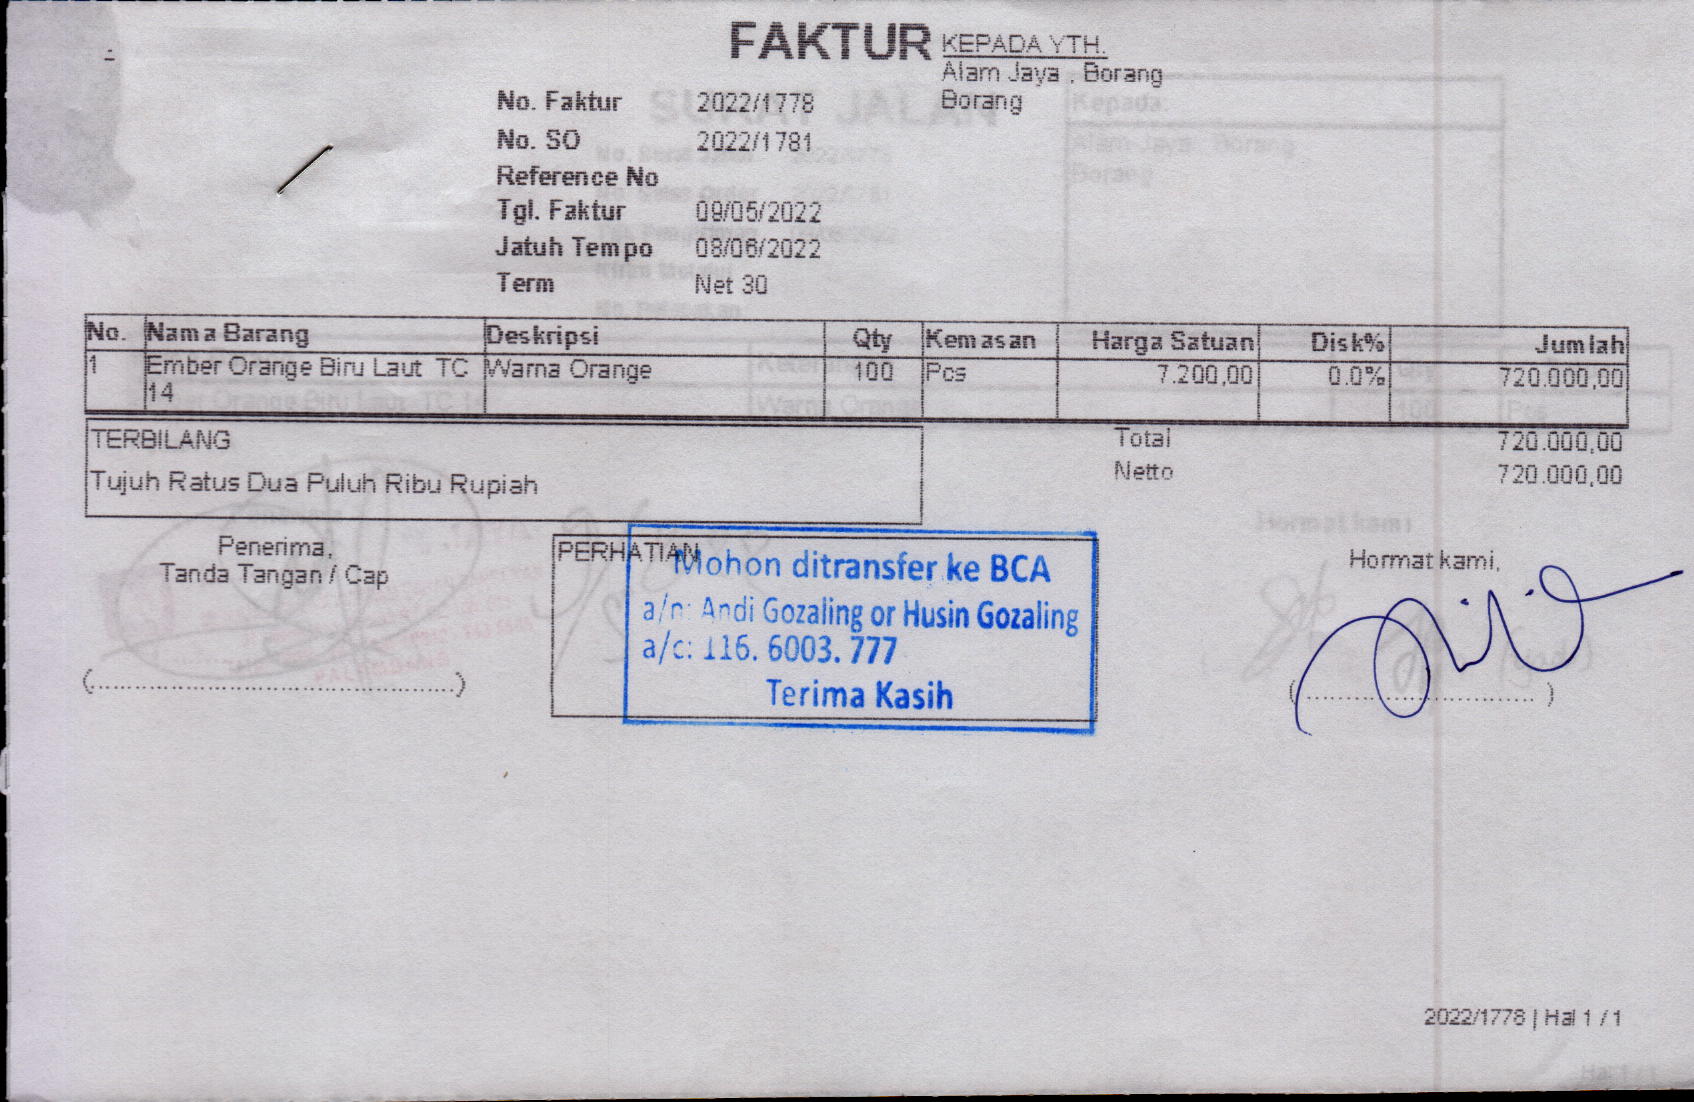 FAKTUR
KEPADA YTH.
Alam Jaya , Borang
Borang
No. Faktur 2022/1778
No. SO 2022/1781
Reference No
Tgl. Faktur 09/05/2022
Jatuh Tempo 08/06/2022
Term Net 30
No. Nama Barang Deskripsi Qty Kemasan Harga Satuan Disk% Jumlah
1 Ember Orange Biru Laut TC 14 Warna Orange 100 Pcs 7.200,00 0.0% 720.000,00
TERBILANG
Tujuh Ratus Dua Puluh Ribu Rupiah
Total 720.000,00
Netto 720.000,00
Penerima,
Tanda Tangan / Cap
PERHATIAN
Mohon ditransfer ke BCA
a/n: Andi Gozaling or Husin Gozaling
a/c: 116. 6003. 777
Terima Kasih
Hormat kami,
2022/1778 | Hal 1 / 1